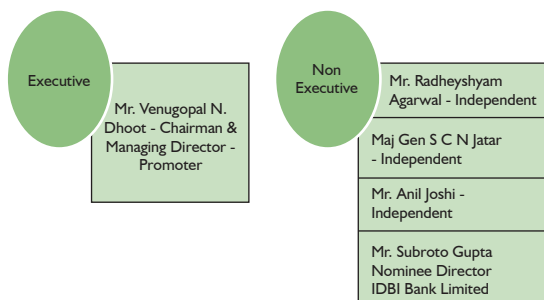 Executive
Mr. Venugopal N.
Dhoot - Chairman &
Managing Director -
Promoter
Non
Executive
Mr. Radheyshyam
Agarwal - Independent
Maj Gen S C N Jatar
- Independent
Mr. Anil Joshi -
Independent
Mr. Subroto Gupta
Nominee Director
IDBI Bank Limited